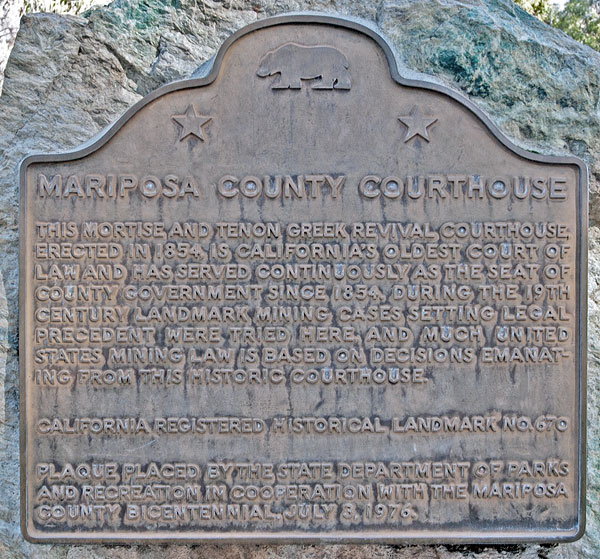 MARIPOSA COUNTY COURTHOUSE
THIS MORTISE AND TENON GREEK REVIVAL COURTHOUSE,
ERECTED IN 1854, IS CALIFORNIA'S OLDEST COURT OF
LAW AND HAS SERVED CONTINUOUSLY AS THE SEAT OF
COUNTY GOVERNMENT SINCE 1854. DURING THE 19TH
CENTURY LANDMARK MINING CASES SETTING LEGAL
PRECEDENT WERE TRIED HERE, AND MUCH UNITED
STATES MINING LAW IS BASED ON DECISIONS EMANAT-
ING FROM THIS HISTORIC COURTHOUSE.
CALIFORNIA REGISTERED HISTORICAL LANDMARK NO. 670
PLAQUE PLACED BY THE STATE DEPARTMENT OF PARKS
AND RECREATION IN COOPERATION WITH THE MARIPOSA
COUNTY BICENTENNIAL, JULY 3, 1976.